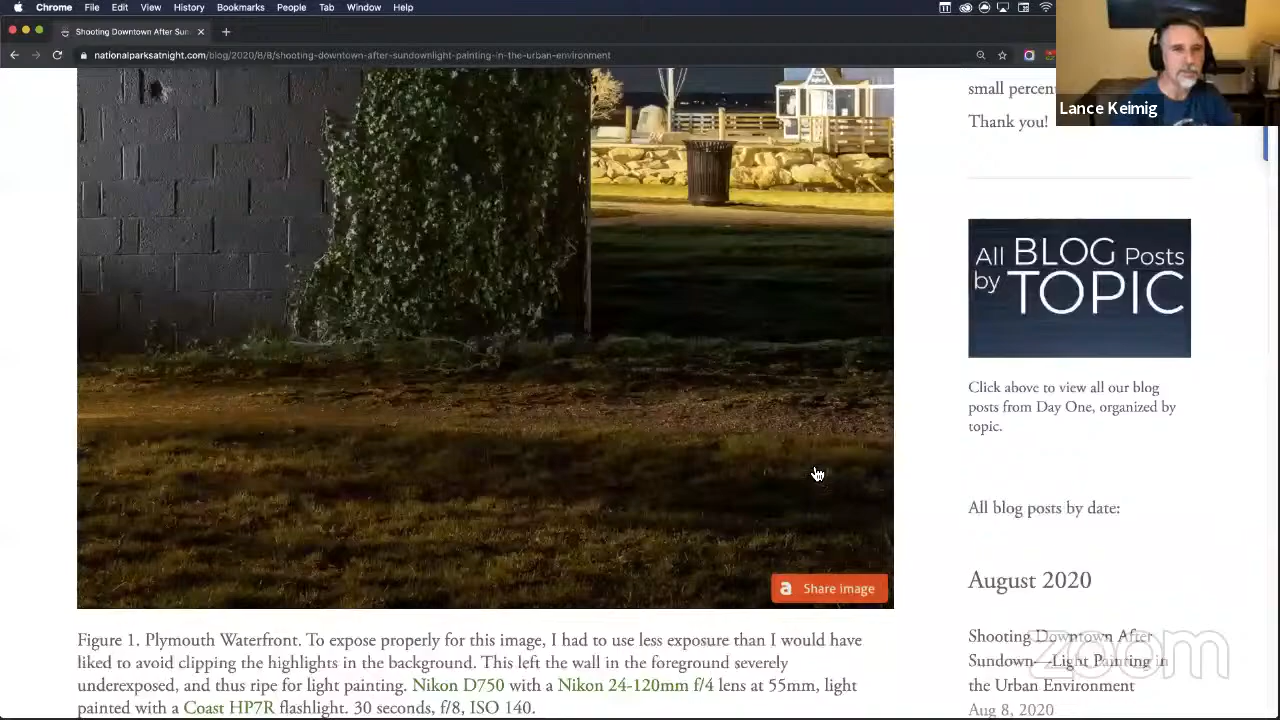 Chrome File Edit View History Bookmarks People Tab Window Help
Shooting Downtown After Sun
nationalparksatnight.com/blog/2020/8/8/shooting-downtown-after-sundownlight-painting-in-the-urban-environment
Lance Keimig
small percen
Thank you!
All BLOG Posts
by TOPIC
Click above to view all our blog
posts from Day One, organized by
topic.
All blog posts by date:
August 2020
Shooting Downtown After
Sundown—Light Painting in
the Urban Environment
Aug 8, 2020
a Share image
Figure 1. Plymouth Waterfront. To expose properly for this image, I had to use less exposure than I would have
liked to avoid clipping the highlights in the background. This left the wall in the foreground severely
underexposed, and thus ripe for light painting. Nikon D750 with a Nikon 24-120mm f/4 lens at 55mm, light
painted with a Coast HP7R flashlight. 30 seconds, f/8, ISO 140.
zoom